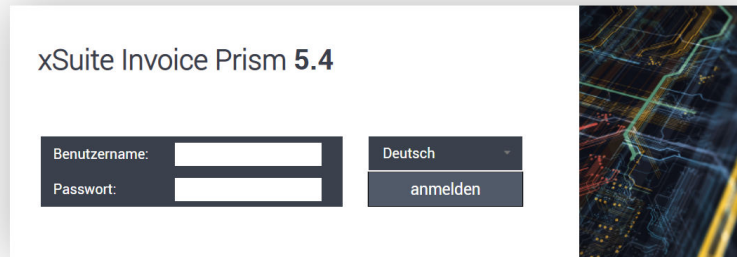 xSuite Invoice Prism 5.4
Benutzername:
Deutsch
Passwort:
anmelden